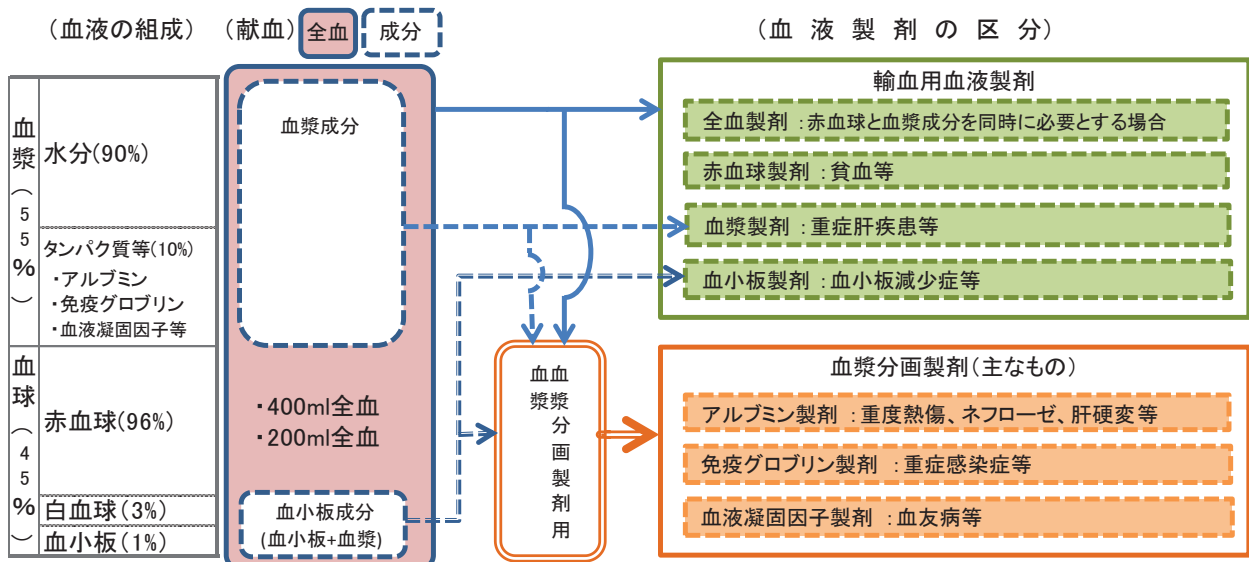 (血液の組成)
(献血)
全血
成分
(血液製剤の区分)
血漿(55%)
水分(90%)
タンパク質等(10%)
・アルブミン
・免疫グロブリン
・血液凝固因子等
血球(45%)
赤血球(96%)
白血球(3%)
血小板(1%)
血漿成分
・400ml全血
・200ml全血
血小板成分
(血小板+血漿)
血漿分画製剤用
血漿
輸血用血液製剤
全血製剤:赤血球と血漿成分を同時に必要とする場合
赤血球製剤:貧血等
血漿製剤:重症肝疾患等
血小板製剤:血小板減少症等
血漿分画製剤(主なもの)
アルブミン製剤:重度熱傷、ネフローゼ、肝硬変等
免疫グロブリン製剤:重症感染症等
血液凝固因子製剤:血友病等